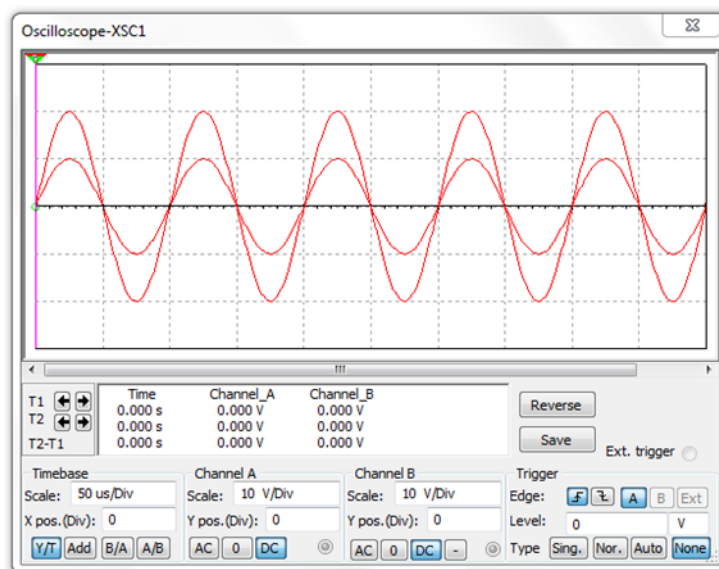 Oscilloscope-XSC1
T1
T2
T2-T1
Time Channel_A Channel_B
0.000 s 0.000 V 0.000 V
0.000 s 0.000 V 0.000 V
0.000 s 0.000 V 0.000 V
Reverse
Save
Ext. trigger
Timebase
Scale: 50 us/Div
X pos.(Div): 0
Y/T Add B/A A/B
Channel A
Scale: 10 V/Div
Y pos.(Div): 0
AC 0 DC
Channel B
Scale: 10 V/Div
Y pos.(Div): 0
AC 0 DC -
Trigger
Edge: A B Ext
Level: 0 V
Type Sing. Nor. Auto None